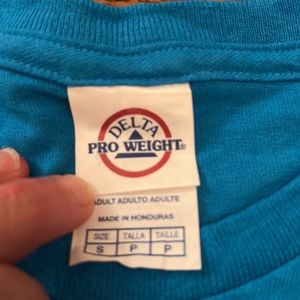 DELTA
PRO WEIGHT®
ADULT ADULTO ADULTE
MADE IN HONDURAS
SIZE TALLA TAILLE
S P P